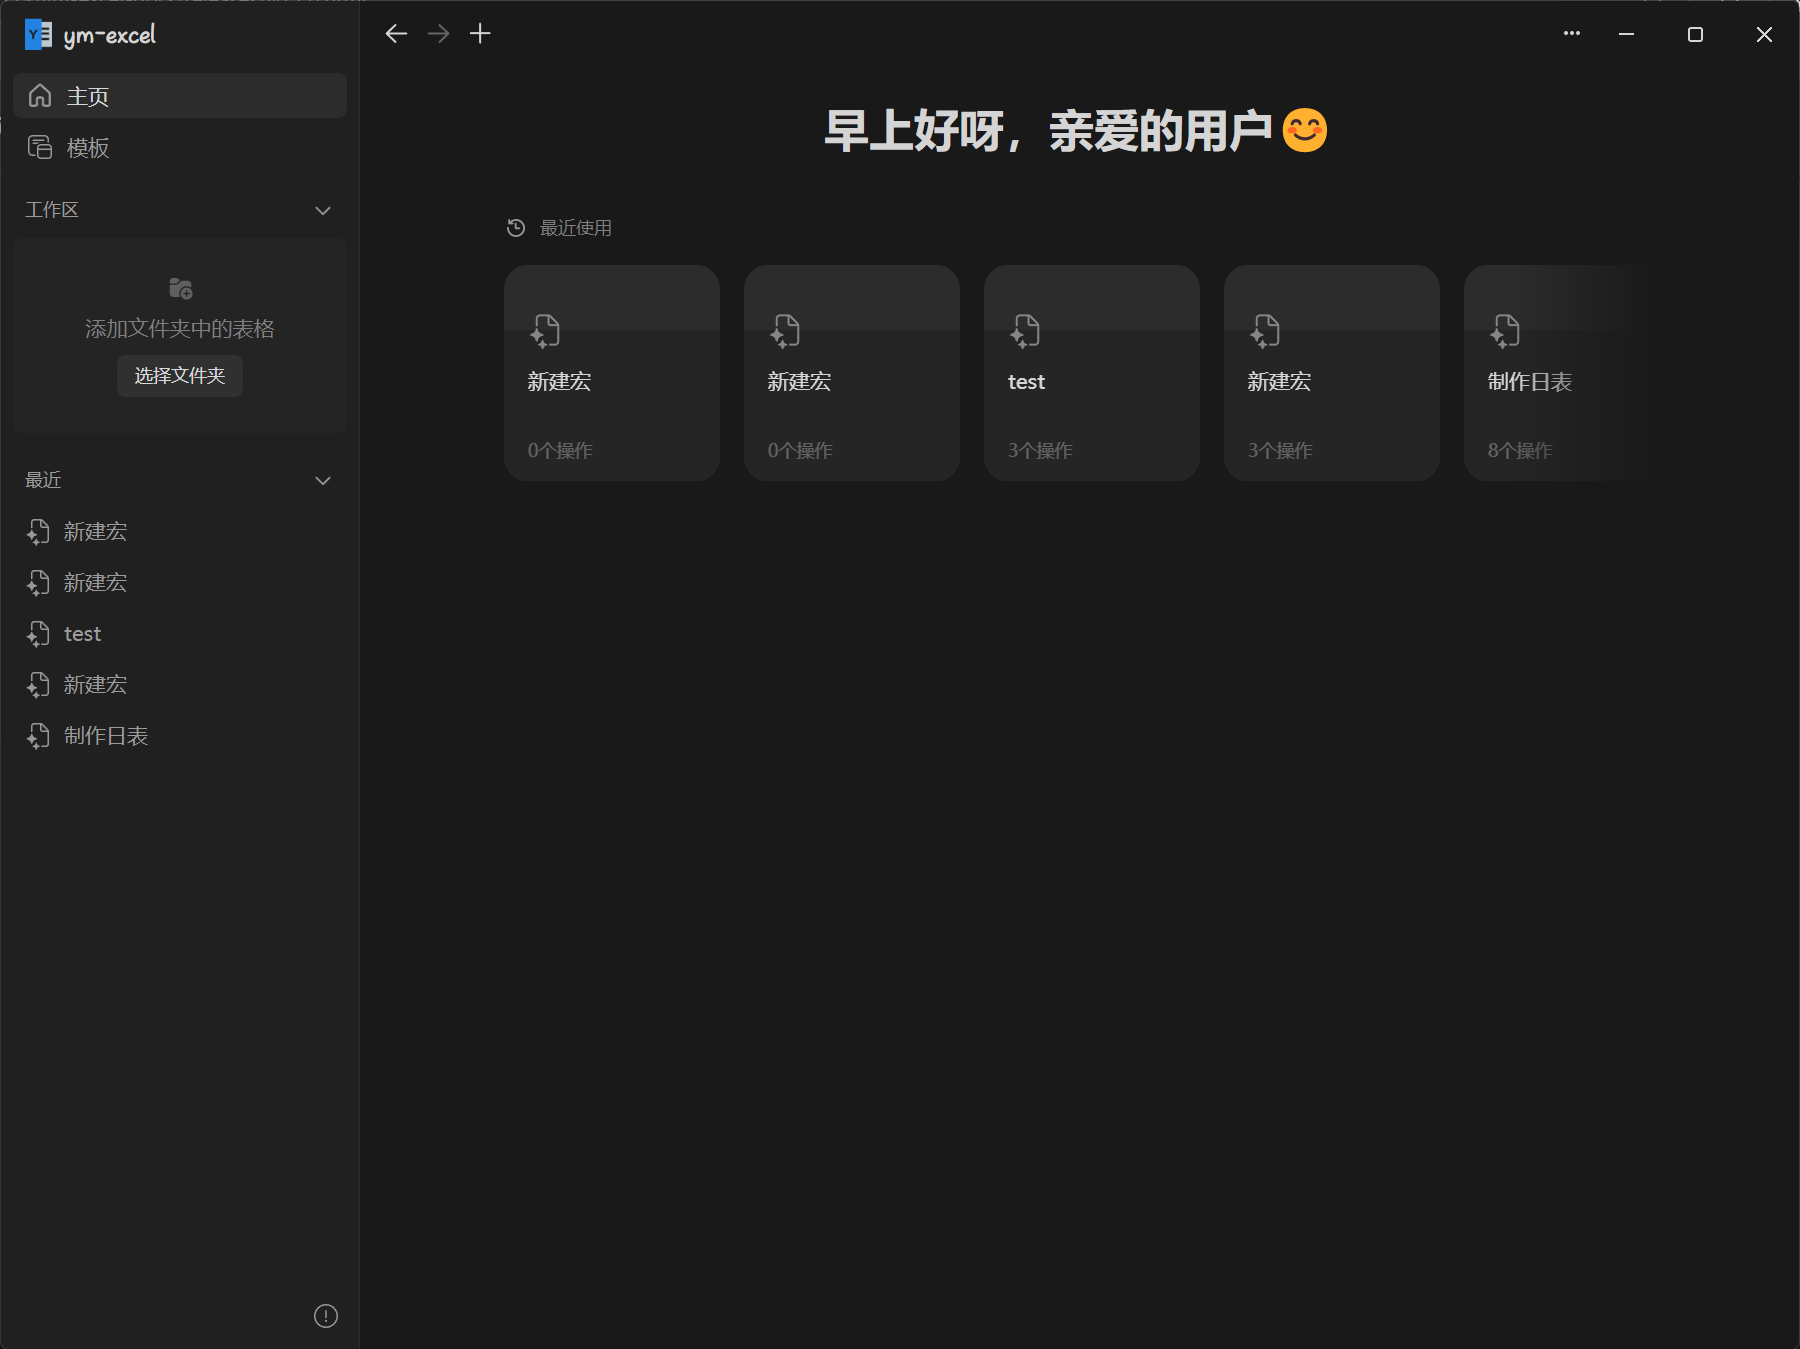 ym-excel
主页
模板
工作区
添加文件夹中的表格
选择文件夹
最近
新建宏
新建宏
test
新建宏
制作日表
早上好呀，亲爱的用户😊
最近使用
新建宏
0个操作
新建宏
0个操作
test
3个操作
新建宏
3个操作
制作日表
8个操作